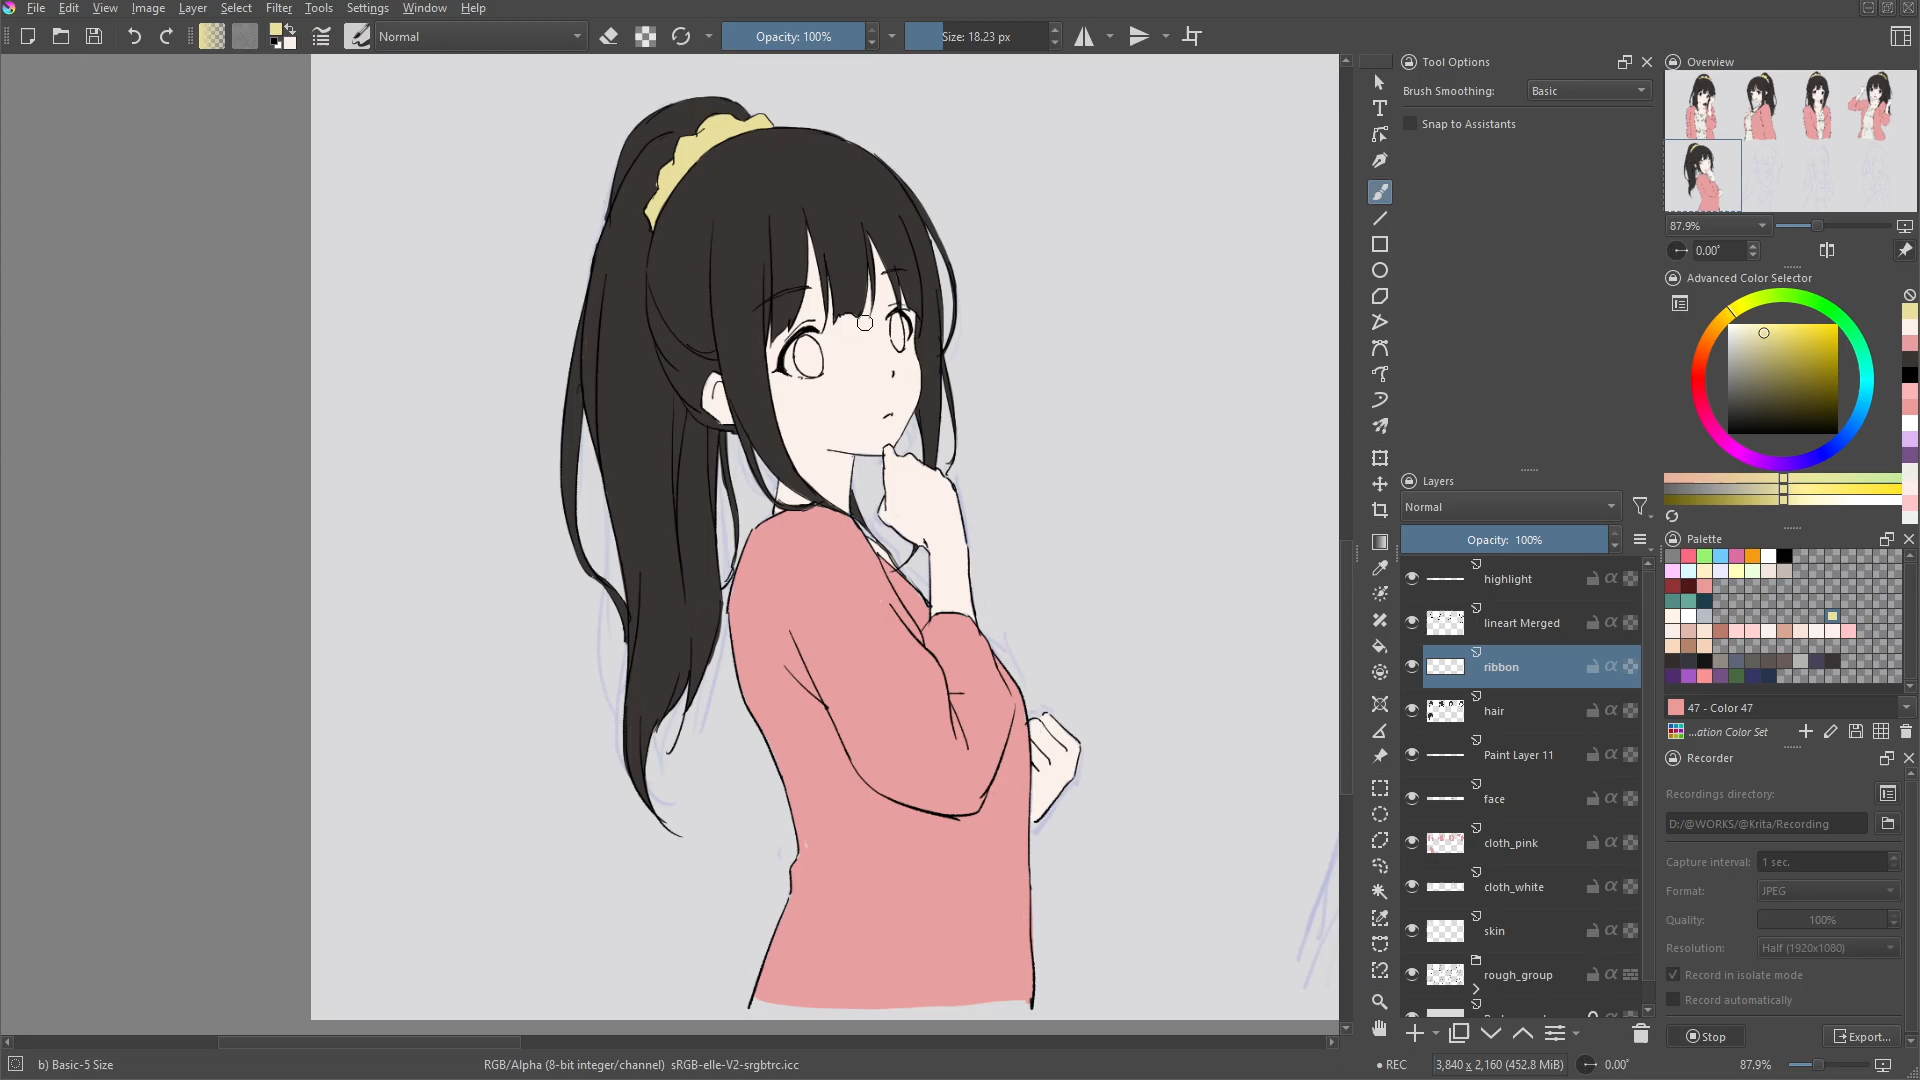 File Edit View Image Layer Select Filter Tools Settings Window Help
Normal
Opacity: 100%
Size: 18.23 px
Tool Options
Brush Smoothing: Basic
Snap to Assistants
Overview
87.9%
0.00°
Advanced Color Selector
Layers
Normal
Opacity: 100%
highlight
lineart Merged
ribbon
hair
Paint Layer 11
face
cloth_pink
cloth_white
skin
rough_group
Palette
47 - Color 47
...ation Color Set
Recorder
Recordings directory:
D:/@WORKS/@Krita/Recording
Capture interval: 1 sec.
Format: JPEG
Quality: 100%
Resolution: Half (1920x1080)
Record in isolate mode
Record automatically
Stop
Export...
b) Basic-5 Size
RGB/Alpha (8-bit integer/channel) sRGB-elle-V2-srgbtrc.icc
• REC
3,840 x 2,160 (452.8 MiB)
0.00°
87.9%